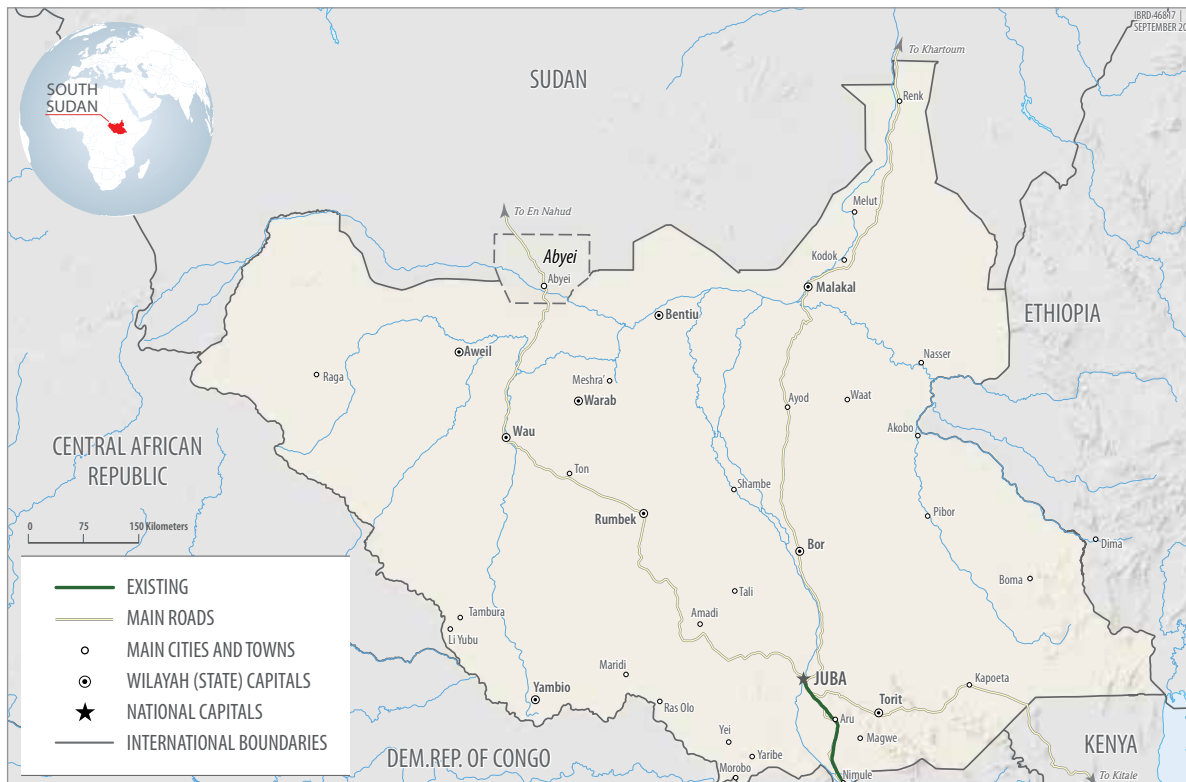 IBRD-46817 |
SEPTEMBER 20
To Khartoum
SOUTH
SUDAN
SUDAN
Renk
To En Nahud
Melut
Abyei
Kodok
Abyei
Malakal
Bentiu
ETHIOPIA
Aweil
Nasser
Raga
Meshra'
Warab
Ayod
Waat
Akobo
Wau
CENTRAL AFRICAN
REPUBLIC
Ton
Shambe
Rumbek
Pibor
0 75 150 Kilometers
Bor
Dima
Boma
EXISTING
MAIN ROADS
MAIN CITIES AND TOWNS
WILAYAH (STATE) CAPITALS
NATIONAL CAPITALS
INTERNATIONAL BOUNDARIES
Tali
Tambura
Amadi
Li Yubu
Maridi
JUBA
Kapoeta
Yambio
Ras Olo
Torit
Aru
Yei
Magwe
DEM.REP. OF CONGO
Yaribe
KENYA
Morobo
Nimule
To Kitale